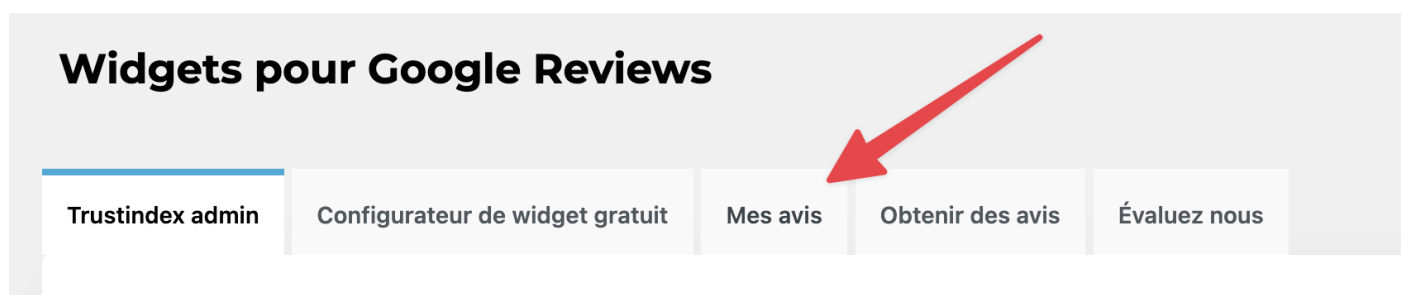 Widgets pour Google Reviews
Trustindex admin
Configurateur de widget gratuit
Mes avis
Obtenir des avis
Évaluez nous